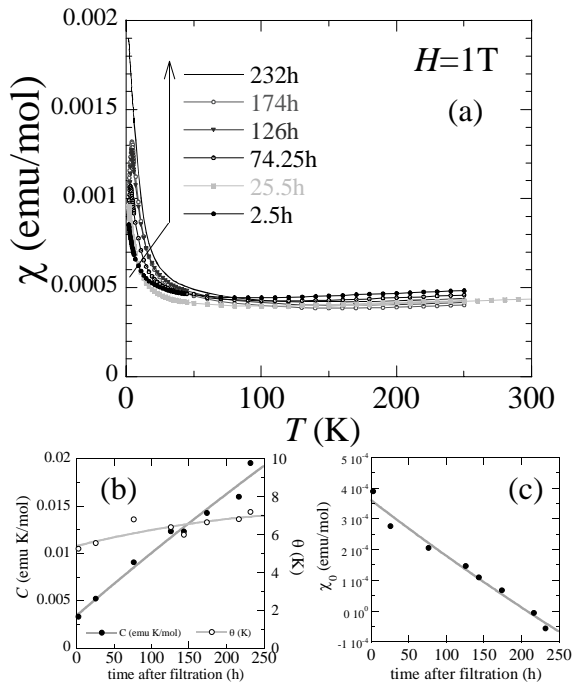 0.002
0.0015
0.001
0.0005
0
χ (emu/mol)
H=1T
(a)
232h
174h
126h
74.25h
25.5h
2.5h
0 50 100 150 200 250 300
T (K)
(b)
0.02
0.015
0.01
0.005
0
C (emu K/mol)
10
8
6
4
2
0
θ (K)
C (emu K/mol) θ (K)
0 50 100 150 200 250
time after filtration (h)
(c)
5 10⁻⁴
4 10⁻⁴
3 10⁻⁴
2 10⁻⁴
1 10⁻⁴
0 10⁰
-1 10⁻⁴
χ₀ (emu/mol)
0 50 100 150 200 250
time after filtration (h)